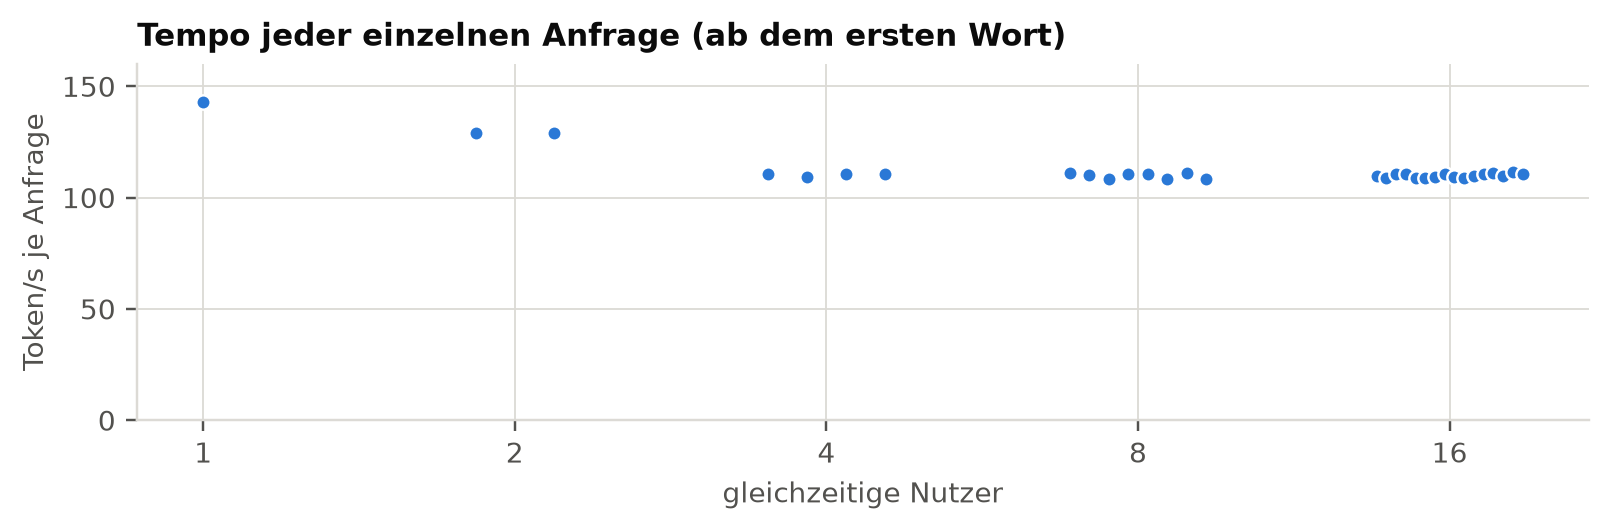 Tempo jeder einzelnen Anfrage (ab dem ersten Wort)
Token/s je Anfrage
150
100
50
0
1 2 4 8 16
gleichzeitige Nutzer